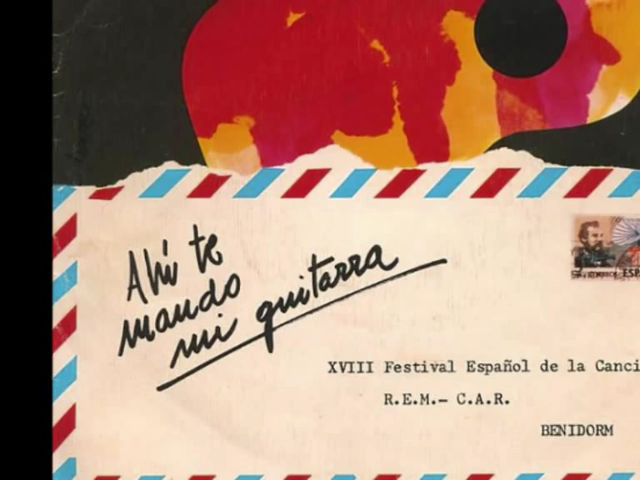 Ahí te
mando
mi guitarra
XVIII Festival Español de la Canci
R.E.M.- C.A.R.
BENIDORM